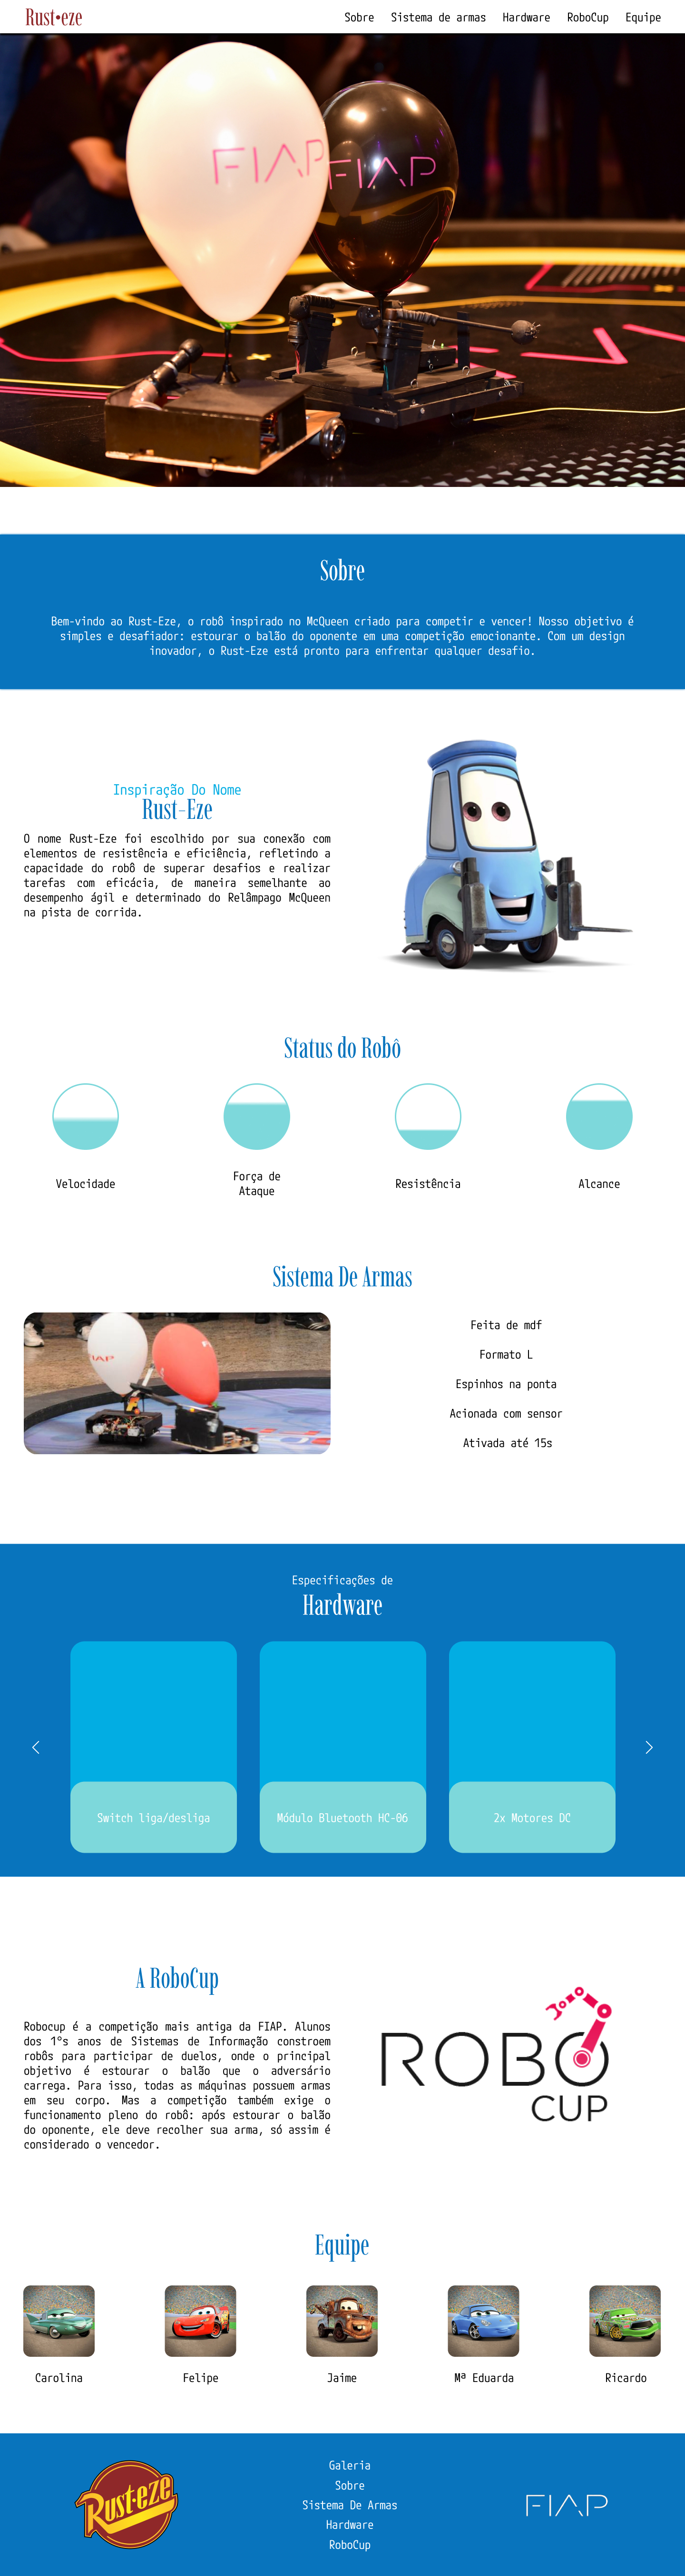 Rust•eze
Sobre Sistema de armas Hardware RoboCup Equipe
FIAP FIAP
Sobre
Bem-vindo ao Rust-Eze, o robô inspirado no McQueen criado para competir e vencer! Nosso objetivo é
simples e desafiador: estourar o balão do oponente em uma competição emocionante. Com um design
inovador, o Rust-Eze está pronto para enfrentar qualquer desafio.
Inspiração Do Nome
Rust-Eze
O nome Rust-Eze foi escolhido por sua conexão com
elementos de resistência e eficiência, refletindo a
capacidade do robô de superar desafios e realizar
tarefas com eficácia, de maneira semelhante ao
desempenho ágil e determinado do Relâmpago McQueen
na pista de corrida.
Status do Robô
Velocidade
Força de
Ataque
Resistência
Alcance
Sistema De Armas
FIAP
Feita de mdf
Formato L
Espinhos na ponta
Acionada com sensor
Ativada até 15s
Especificações de
Hardware
Switch liga/desliga
Módulo Bluetooth HC-06
2x Motores DC
A RoboCup
Robocup é a competição mais antiga da FIAP. Alunos
dos 1ºs anos de Sistemas de Informação constroem
robôs para participar de duelos, onde o principal
objetivo é estourar o balão que o adversário
carrega. Para isso, todas as máquinas possuem armas
em seu corpo. Mas a competição também exige o
funcionamento pleno do robô: após estourar o balão
do oponente, ele deve recolher sua arma, só assim é
considerado o vencedor.
ROBO
CUP
Equipe
Carolina
Felipe
Jaime
Mª Eduarda
Ricardo
Rust-eze
Galeria
Sobre
Sistema De Armas
Hardware
RoboCup
FIAP